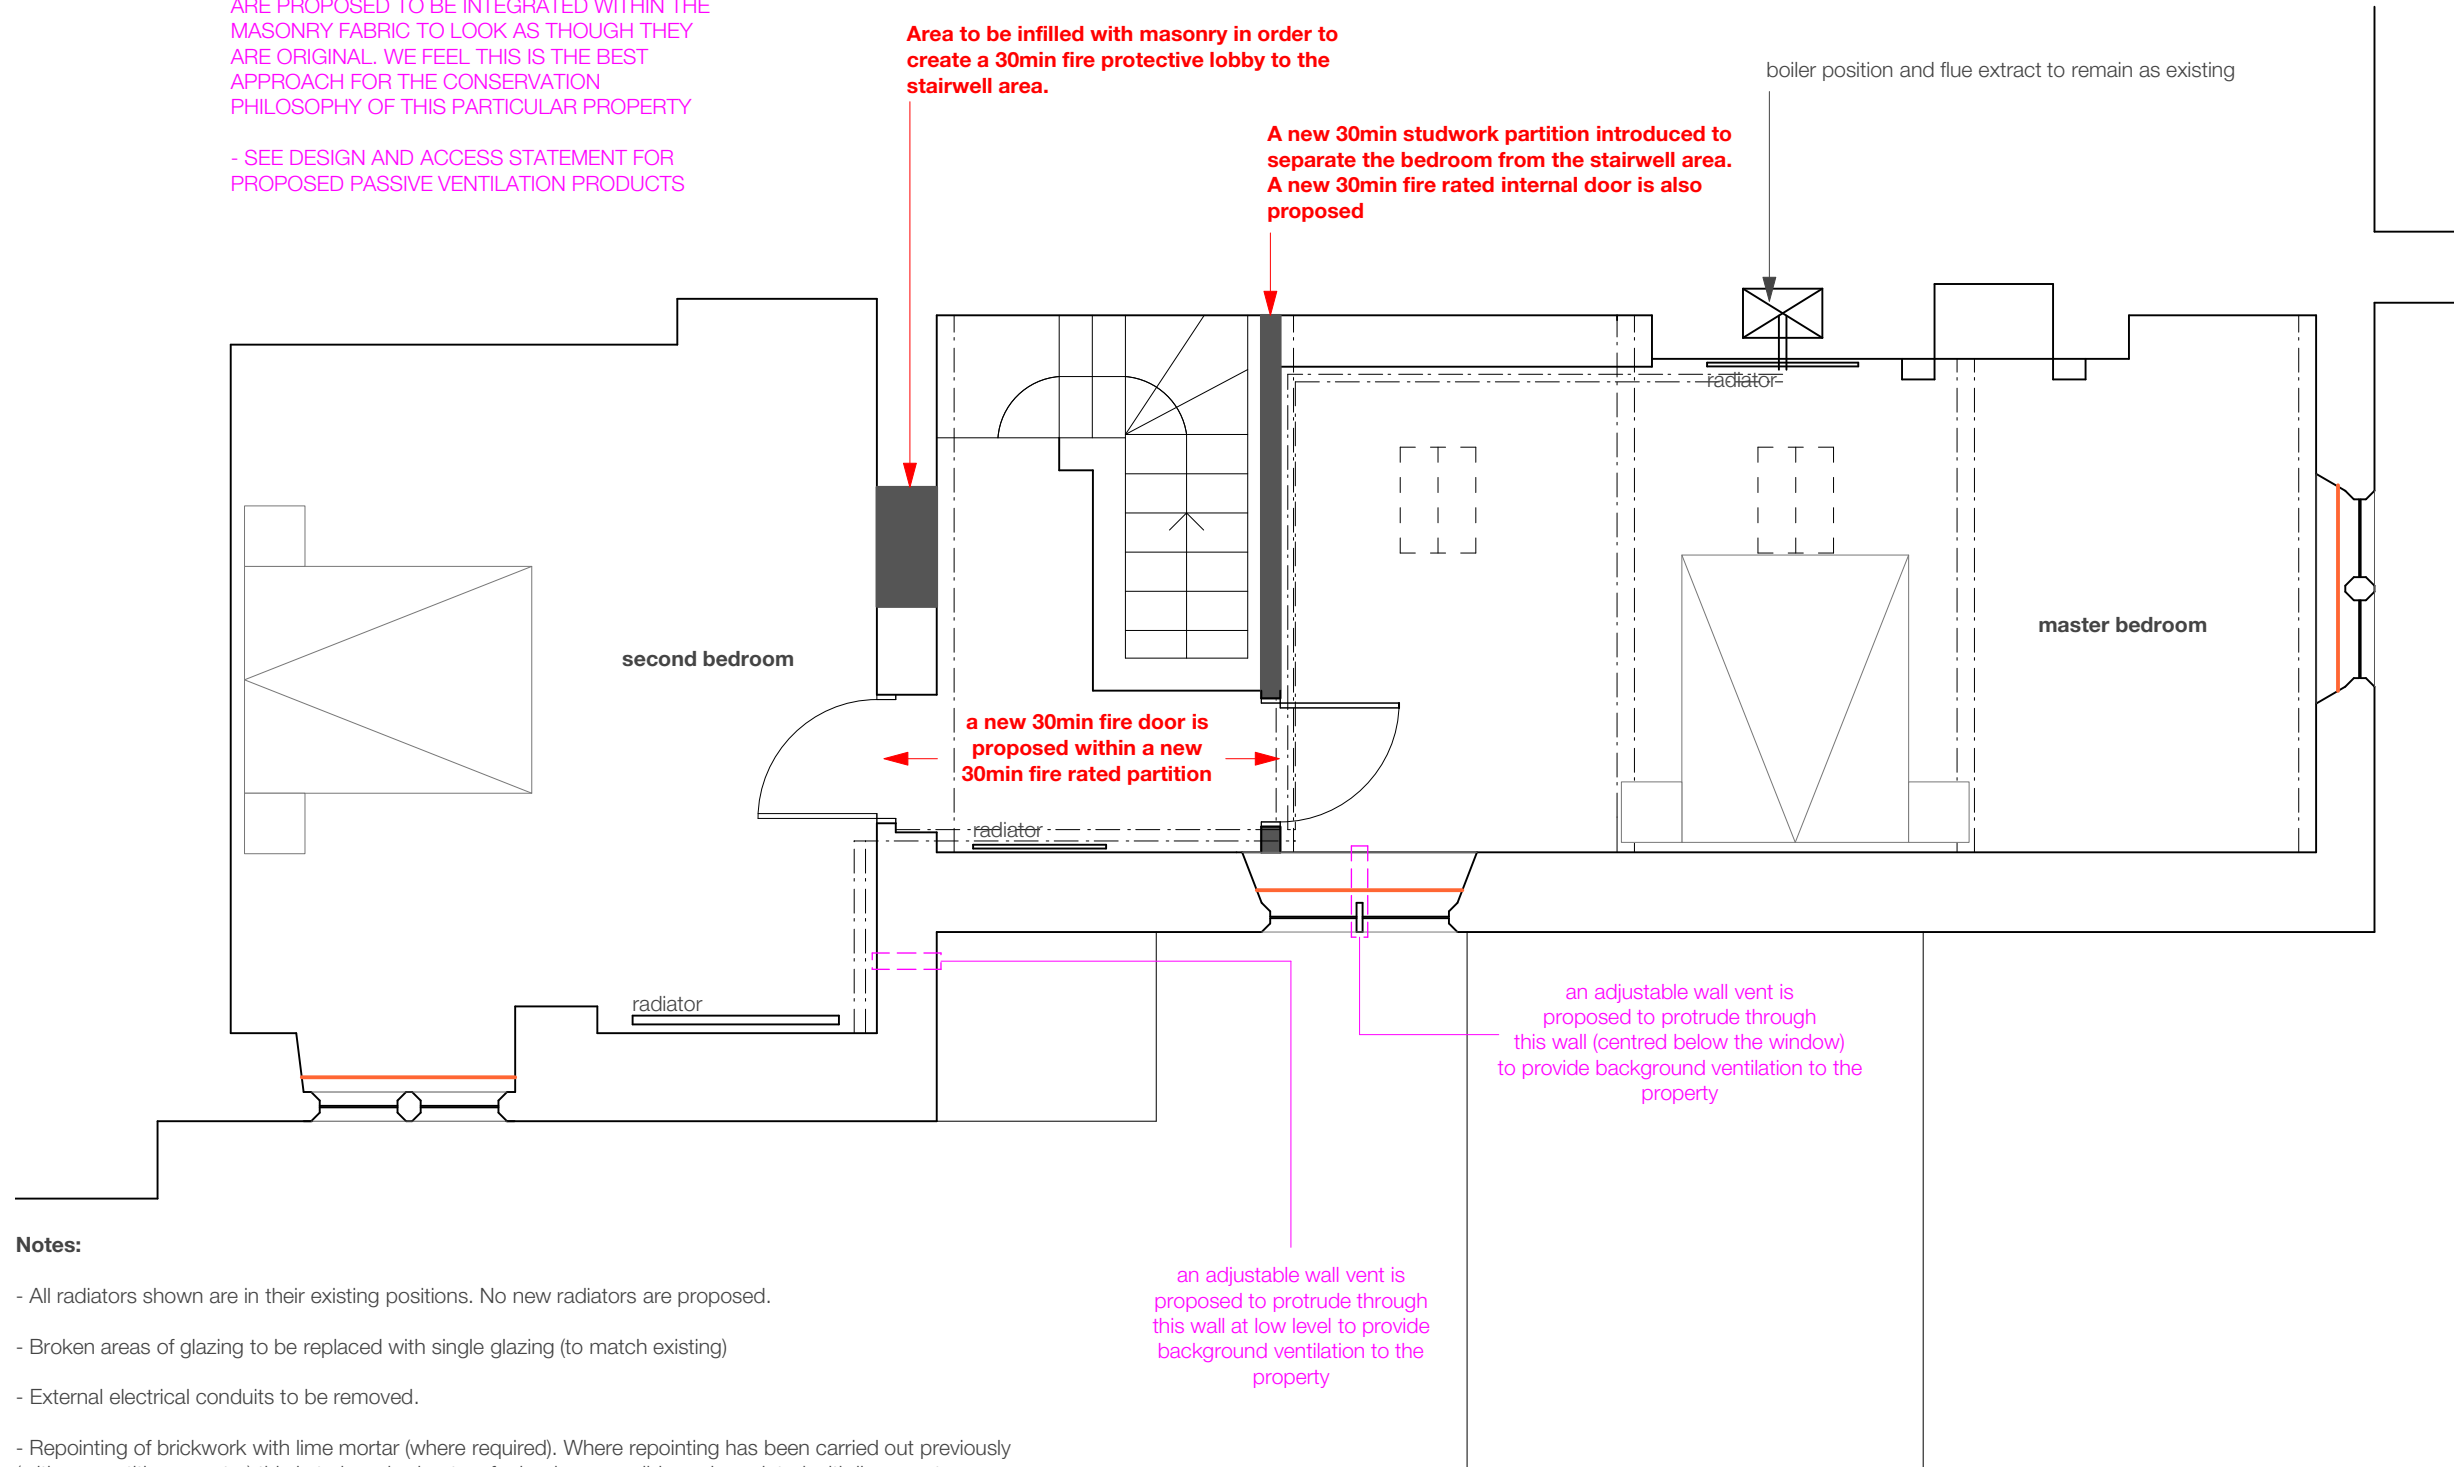 ARE PROPOSED TO BE INTEGRATED WITHIN THE
MASONRY FABRIC TO LOOK AS THOUGH THEY
ARE ORIGINAL. WE FEEL THIS IS THE BEST
APPROACH FOR THE CONSERVATION
PHILOSOPHY OF THIS PARTICULAR PROPERTY
- SEE DESIGN AND ACCESS STATEMENT FOR
PROPOSED PASSIVE VENTILATION PRODUCTS
Area to be infilled with masonry in order to
create a 30min fire protective lobby to the
stairwell area.
A new 30min studwork partition introduced to
separate the bedroom from the stairwell area.
A new 30min fire rated internal door is also
proposed
boiler position and flue extract to remain as existing
radiator
second bedroom
master bedroom
a new 30min fire door is
proposed within a new
30min fire rated partition
radiator
radiator
an adjustable wall vent is
proposed to protrude through
this wall (centred below the window)
to provide background ventilation to the
property
an adjustable wall vent is
proposed to protrude through
this wall at low level to provide
background ventilation to the
property
Notes:
- All radiators shown are in their existing positions. No new radiators are proposed.
- Broken areas of glazing to be replaced with single glazing (to match existing)
- External electrical conduits to be removed.
- Repointing of brickwork with lime mortar (where required). Where repointing has been carried out previously